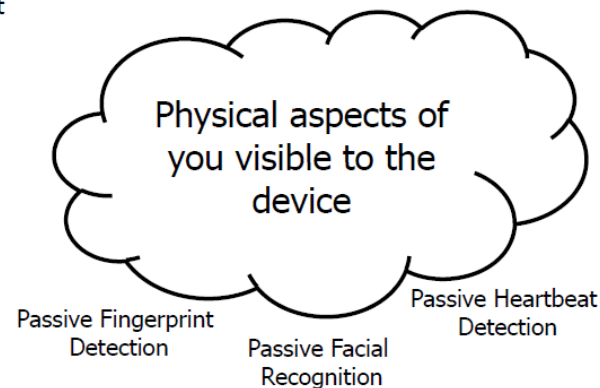 t
Physical aspects of
you visible to the
device
Passive Fingerprint
Detection
Passive Facial
Recognition
Passive Heartbeat
Detection